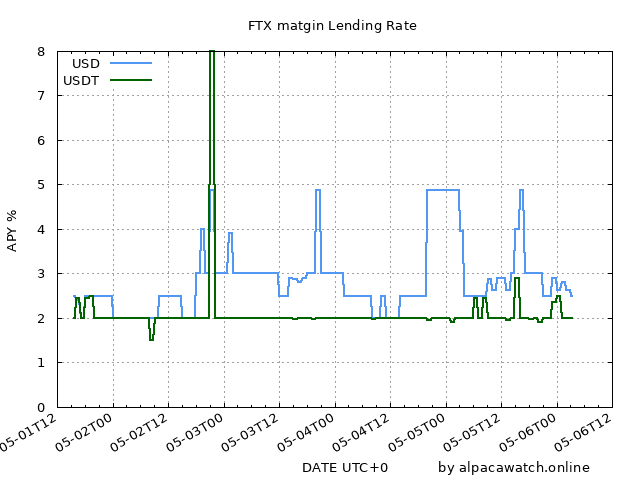 FTX matgin Lending Rate
USD
USDT
8
7
6
5
4
3
2
1
0
APY %
05-01T12
05-02T00
05-02T12
05-03T00
05-03T12
05-04T00
05-04T12
05-05T00
05-05T12
05-06T00
05-06T12
DATE UTC+0
by alpacawatch.online